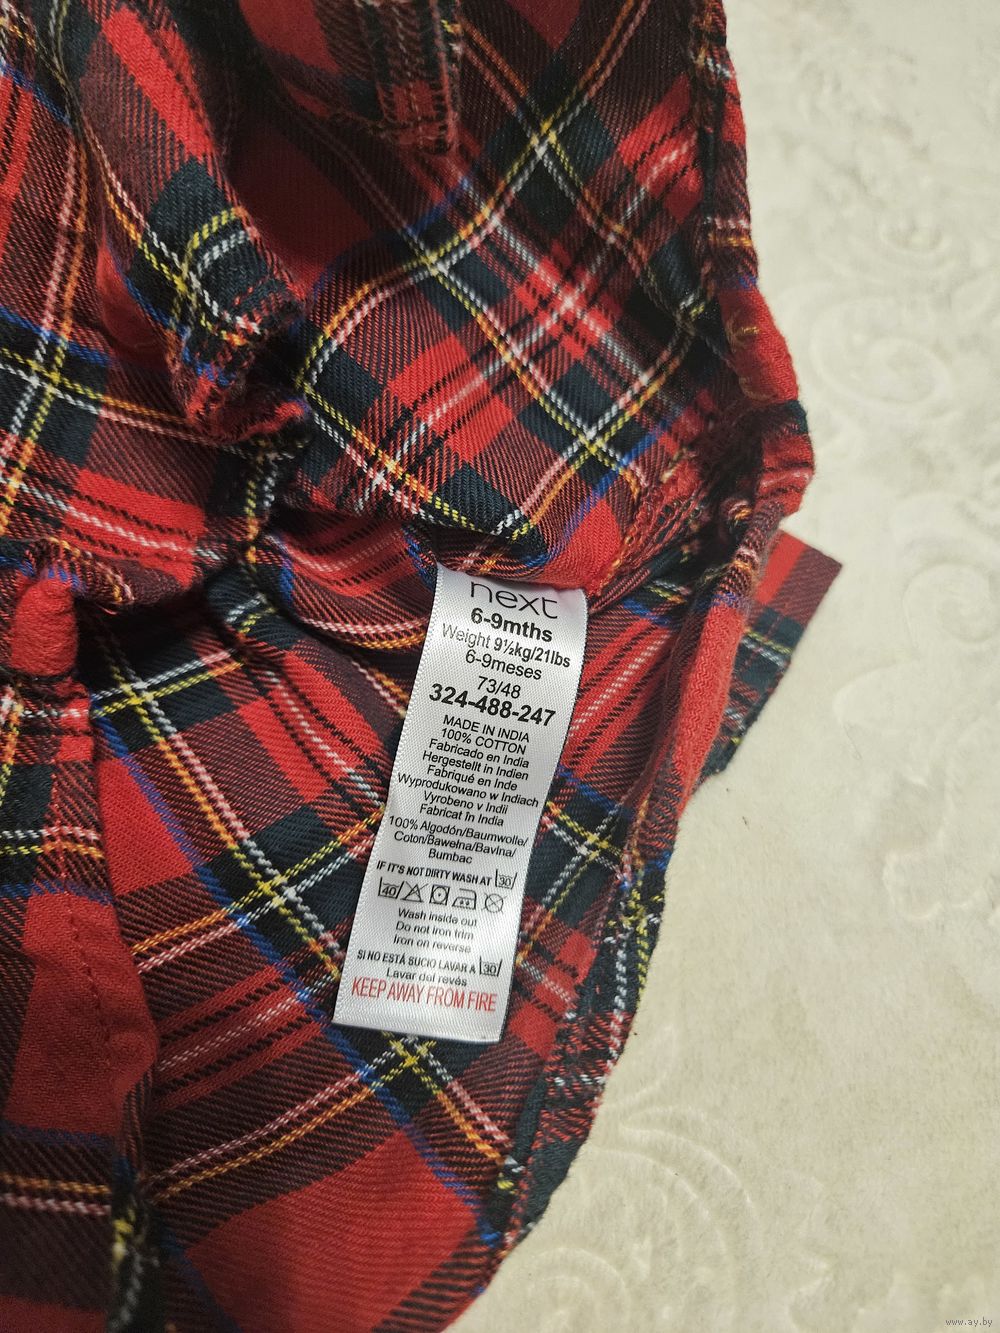 next
6-9mths
Weight 9½kg/21lbs
6-9meses
73/48
324-488-247
MADE IN INDIA
100% COTTON
Fabricado en India
Hergestellt in Indien
Fabriqué en Inde
Wyprodukowano w Indiach
Vyrobeno v Indii
Fabricat în India
100% Algodón/Baumwolle/
Coton/Bawełna/Bavlna/
Bumbac
IF IT'S NOT DIRTY WASH AT 30
40
Wash inside out
Do not iron trim
Iron on reverse
SI NO ESTÁ SUCIO LAVAR A 30
Lavar del revés
KEEP AWAY FROM FIRE
www.ay.by